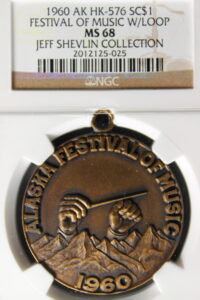 1960 AK HK-576 SC$1
FESTIVAL OF MUSIC W/LOOP
MS 68
JEFF SHEVLIN COLLECTION
2012125-025
NGC
ALASKA FESTIVAL OF MUSIC
1960